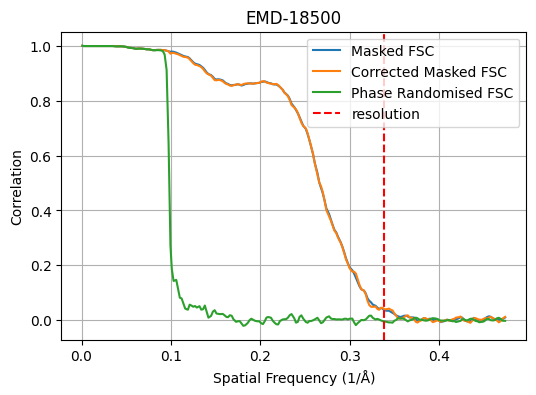 EMD-18500
Masked FSC
Corrected Masked FSC
Phase Randomised FSC
resolution
Correlation
1.0
0.8
0.6
0.4
0.2
0.0
0.0 0.1 0.2 0.3 0.4
Spatial Frequency (1/Å)